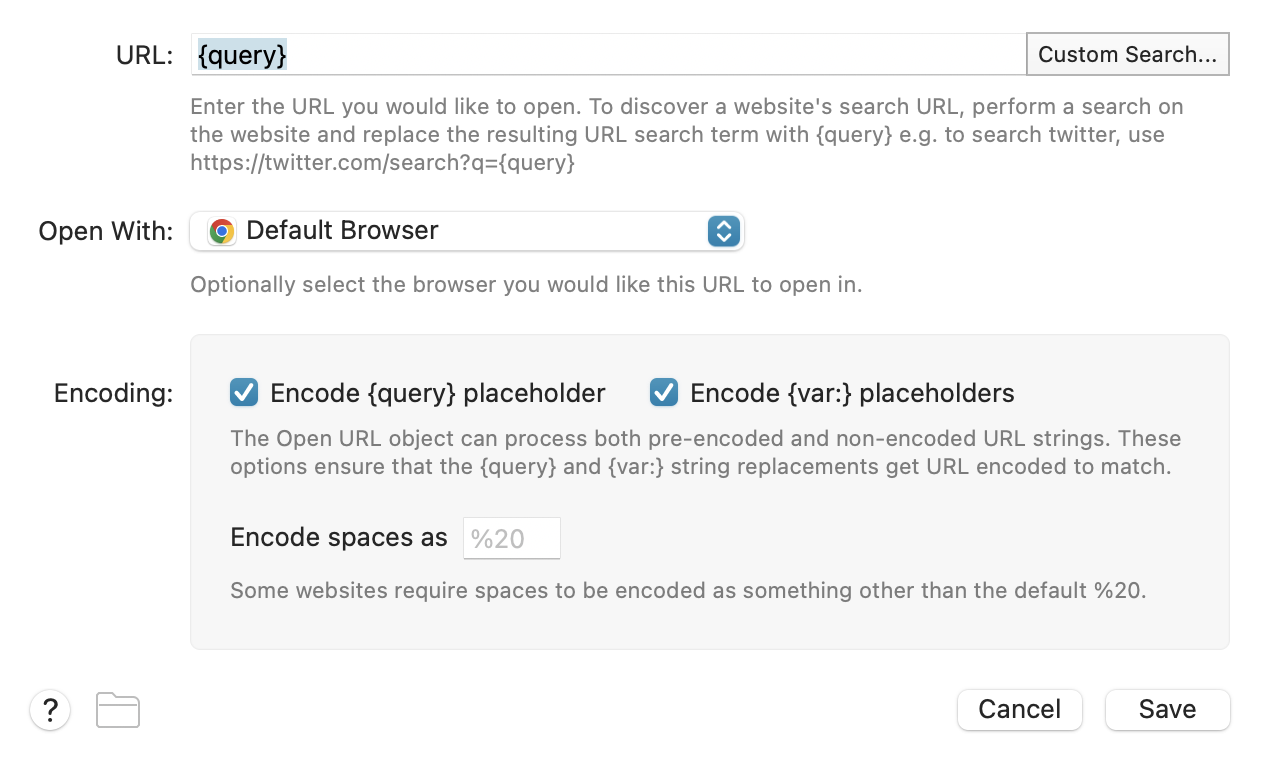 URL: {query} Custom Search...
Enter the URL you would like to open. To discover a website's search URL, perform a search on
the website and replace the resulting URL search term with {query} e.g. to search twitter, use
https://twitter.com/search?q={query}
Open With: Default Browser
Optionally select the browser you would like this URL to open in.
Encoding: Encode {query} placeholder Encode {var:} placeholders
The Open URL object can process both pre-encoded and non-encoded URL strings. These
options ensure that the {query} and {var:} string replacements get URL encoded to match.
Encode spaces as %20
Some websites require spaces to be encoded as something other than the default %20.
? Cancel Save